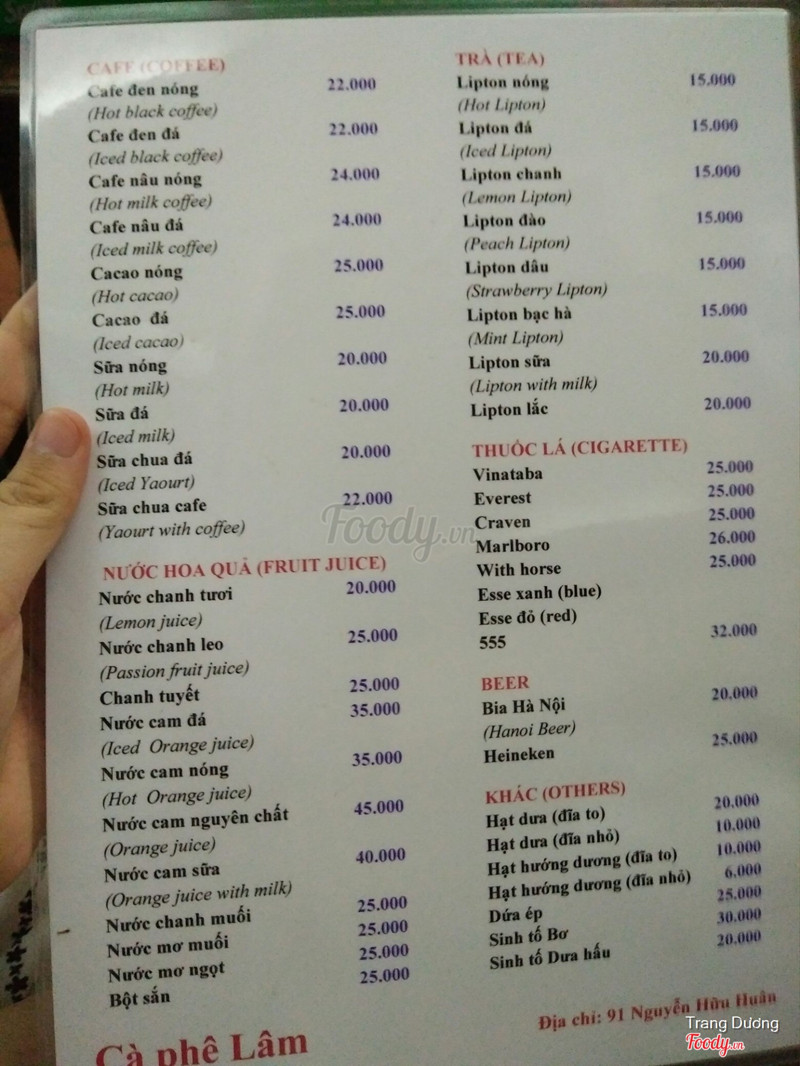 CAFE (COFFEE)
Cafe đen nóng 22.000
(Hot black coffee)
Cafe đen đá 22.000
(Iced black coffee)
Cafe nâu nóng 24.000
(Hot milk coffee)
Cafe nâu đá 24.000
(Iced milk coffee)
Cacao nóng 25.000
(Hot cacao)
Cacao đá 25.000
(Iced cacao)
Sữa nóng 20.000
(Hot milk)
Sữa đá 20.000
(Iced milk)
Sữa chua đá 20.000
(Iced Yaourt)
Sữa chua cafe 22.000
(Yaourt with coffee)
NƯỚC HOA QUẢ (FRUIT JUICE)
Nước chanh tươi 20.000
(Lemon juice)
Nước chanh leo 25.000
(Passion fruit juice)
Chanh tuyết 25.000
Nước cam đá 35.000
(Iced Orange juice)
Nước cam nóng 35.000
(Hot Orange juice)
Nước cam nguyên chất 45.000
(Orange juice)
Nước cam sữa 40.000
(Orange juice with milk)
Nước chanh muối 25.000
Nước mơ muối 25.000
Nước mơ ngọt 25.000
Bột sắn 25.000
Cà phê Lâm
TRÀ (TEA)
Lipton nóng 15.000
(Hot Lipton)
Lipton đá 15.000
(Iced Lipton)
Lipton chanh 15.000
(Lemon Lipton)
Lipton đào 15.000
(Peach Lipton)
Lipton dâu 15.000
(Strawberry Lipton)
Lipton bạc hà 15.000
(Mint Lipton)
Lipton sữa 20.000
(Lipton with milk)
Lipton lắc 20.000
THUỐC LÁ (CIGARETTE)
Vinataba 25.000
Everest 25.000
Craven 25.000
Marlboro 26.000
With horse 25.000
Esse xanh (blue)
Esse đỏ (red)
555 32.000
BEER
Bia Hà Nội 20.000
(Hanoi Beer)
Heineken 25.000
KHÁC (OTHERS)
Hạt dưa (đĩa to) 20.000
Hạt dưa (đĩa nhỏ) 10.000
Hạt hướng dương (đĩa to) 10.000
Hạt hướng dương (đĩa nhỏ) 6.000
Dứa ép 25.000
Sinh tố Bơ 30.000
Sinh tố Dưa hấu 20.000
Địa chỉ: 91 Nguyễn Hữu Huân
Foody.vn
Trang Dương
Foody.vn